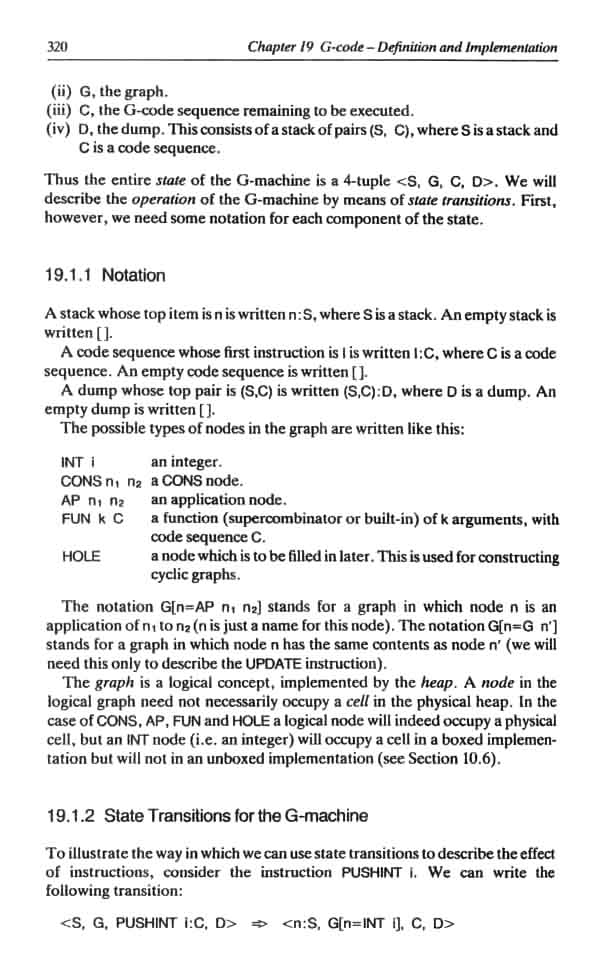 320 Chapter 19 G-code – Definition and Implementation
(ii) G, the graph.
(iii) C, the G-code sequence remaining to be executed.
(iv) D, the dump. This consists of a stack of pairs (S, C), where S is a stack and
C is a code sequence.
Thus the entire state of the G-machine is a 4-tuple <S, G, C, D>. We will
describe the operation of the G-machine by means of state transitions. First,
however, we need some notation for each component of the state.
19.1.1 Notation
A stack whose top item is n is written n:S, where S is a stack. An empty stack is
written [ ].
A code sequence whose first instruction is I is written I:C, where C is a code
sequence. An empty code sequence is written [ ].
A dump whose top pair is (S,C) is written (S,C):D, where D is a dump. An
empty dump is written [ ].
The possible types of nodes in the graph are written like this:
INT i an integer.
CONS n₁ n₂ a CONS node.
AP n₁ n₂ an application node.
FUN k C a function (supercombinator or built-in) of k arguments, with
code sequence C.
HOLE a node which is to be filled in later. This is used for constructing
cyclic graphs.
The notation G[n=AP n₁ n₂] stands for a graph in which node n is an
application of n₁ to n₂ (n is just a name for this node). The notation G[n=G n']
stands for a graph in which node n has the same contents as node n' (we will
need this only to describe the UPDATE instruction).
The graph is a logical concept, implemented by the heap. A node in the
logical graph need not necessarily occupy a cell in the physical heap. In the
case of CONS, AP, FUN and HOLE a logical node will indeed occupy a physical
cell, but an INT node (i.e. an integer) will occupy a cell in a boxed implemen-
tation but will not in an unboxed implementation (see Section 10.6).
19.1.2 State Transitions for the G-machine
To illustrate the way in which we can use state transitions to describe the effect
of instructions, consider the instruction PUSHINT i. We can write the
following transition:
<S, G, PUSHINT i:C, D> ⇒ <n:S, G[n=INT i], C, D>